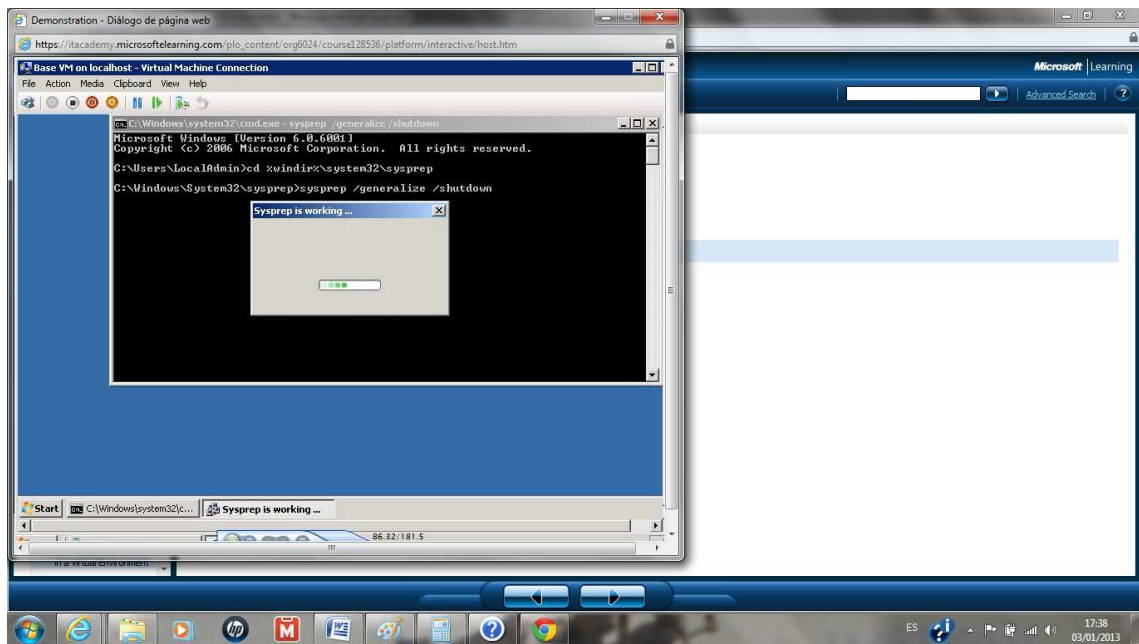 Demonstration - Diálogo de página web
https://itacademy.microsoftelearning.com/plo_content/org6024/course128536/platform/interactive/host.htm
Base VM on localhost - Virtual Machine Connection
File Action Media Clipboard View Help
C:\Windows\system32\cmd.exe - sysprep /generalize /shutdown
Microsoft Windows [Version 6.0.6001]
Copyright (c) 2006 Microsoft Corporation. All rights reserved.
C:\Users\LocalAdmin>cd %windir%\system32\sysprep
C:\Windows\System32\sysprep>sysprep /generalize /shutdown
Sysprep is working ...
Start C:\Windows\system32\c... Sysprep is working ...
86.32/181.5
in a Virtual Environment
Microsoft | Learning
Advanced Search
ES
17:38
03/01/2013